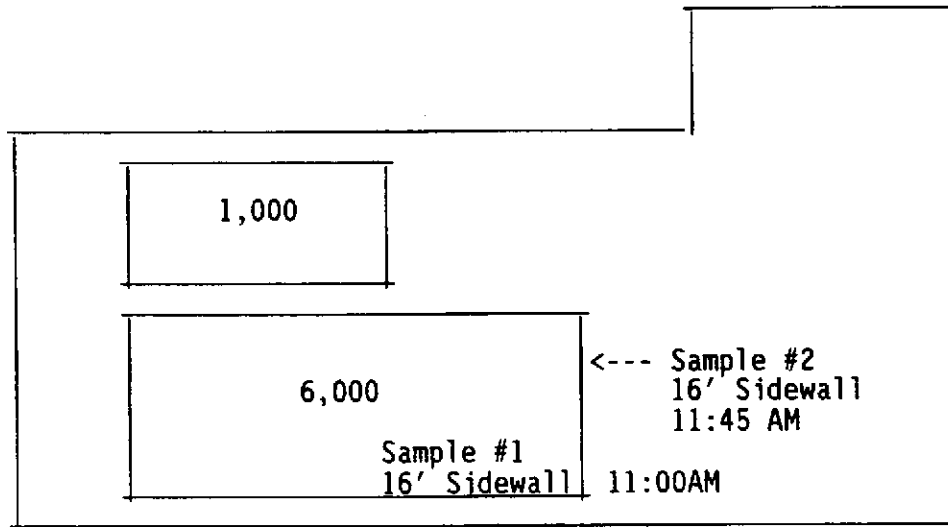 1,000
6,000
<--- Sample #2
16' Sidewall
11:45 AM
Sample #1
16' Sidewall 11:00AM